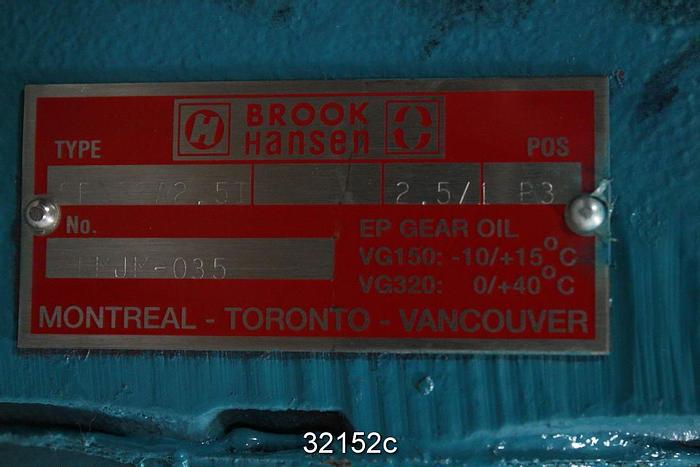 BROOK
Hansen
H
TYPE POS
2.5/1 B3
No.
EP GEAR OIL
VG150: -10/+15°C
VG320: 0/+40°C
MONTREAL - TORONTO - VANCOUVER
32152c